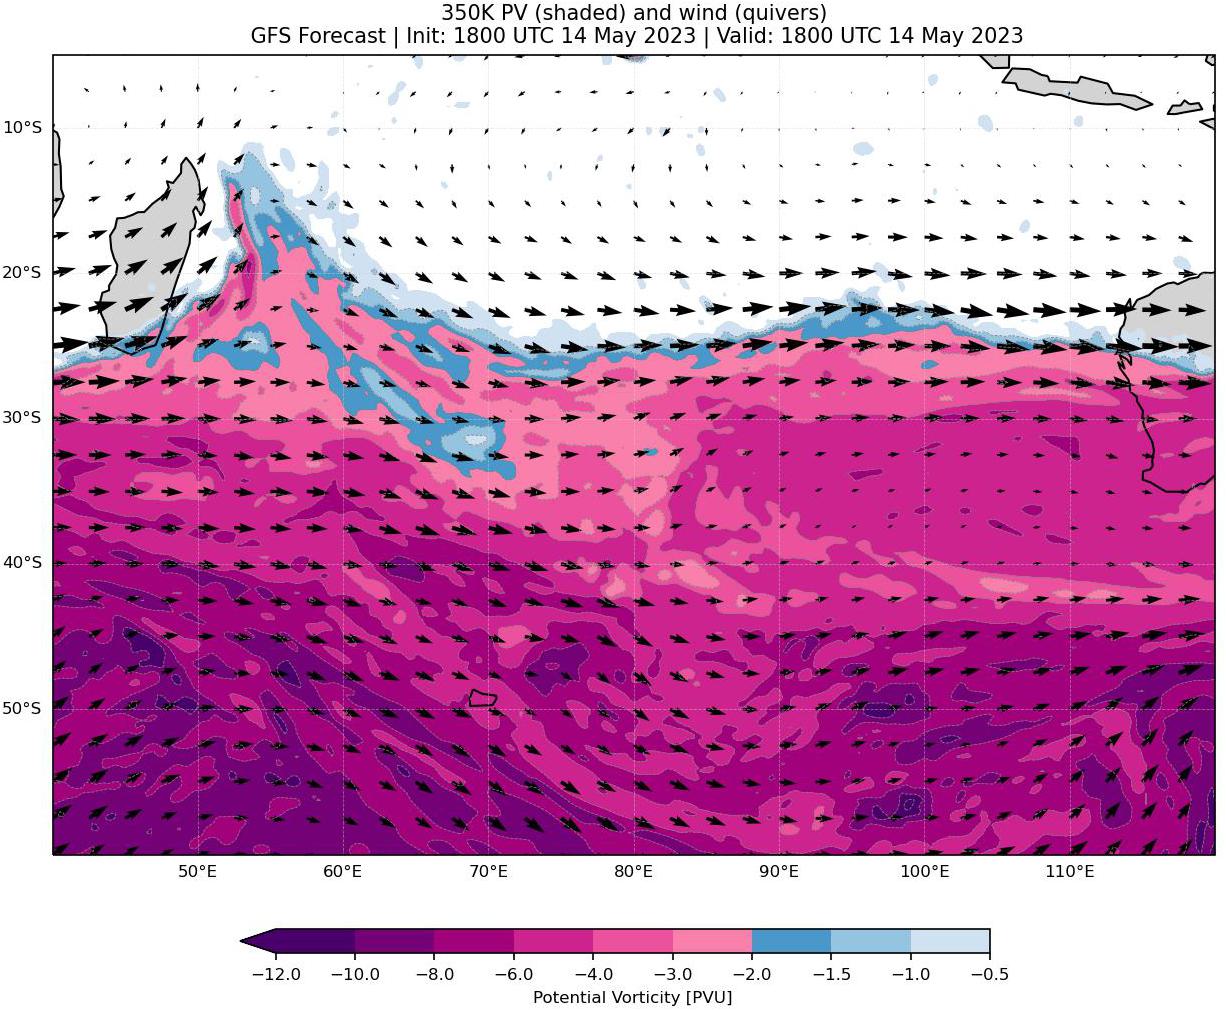 350K PV (shaded) and wind (quivers)
GFS Forecast | Init: 1800 UTC 14 May 2023 | Valid: 1800 UTC 14 May 2023
10°S
20°S
30°S
40°S
50°S
50°E 60°E 70°E 80°E 90°E 100°E 110°E
−12.0 −10.0 −8.0 −6.0 −4.0 −3.0 −2.0 −1.5 −1.0 −0.5
Potential Vorticity [PVU]